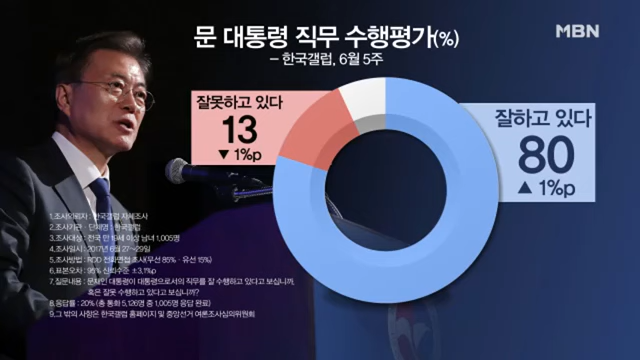 문 대통령 직무 수행평가(%)
MBN
- 한국갤럽, 6월 5주
잘못하고 있다
13
▼ 1%p
잘하고 있다
80
▲ 1%p
1.조사의뢰자 : 한국갤럽 자체조사
2.조사기관 · 단체명 : 한국갤럽
3.조사대상 : 전국 만 19세 이상 남녀 1,005명
4.조사일시 : 2017년 6월 27~29일
5.조사방법 : RDD 전화면접 조사(무선 85% · 유선 15%)
6.표본오차 : 95% 신뢰수준 ±3.1%p
7.질문내용 : 문재인 대통령이 대통령으로서의 직무를 잘 수행하고 있다고 보십니까,
혹은 잘못 수행하고 있다고 보십니까?
8.응답률 : 20% (총 통화 5,126명 중 1,005명 응답 완료)
9.그 밖의 사항은 한국갤럽 홈페이지 및 중앙선거 여론조사심의위원회